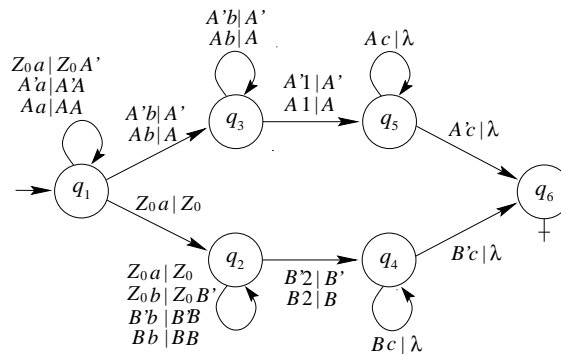 A'b|A'
Ab|A
Ac|λ
Z₀a|Z₀A'
A'a|A'A
Aa|AA
q₃
A'1|A'
A1|A
q₅
A'b|A'
Ab|A
A'c|λ
q₁
q₆
Z₀a|Z₀
q₂
B'2|B'
B2|B
q₄
B'c|λ
Z₀a|Z₀
Z₀b|Z₀B'
B'b|B'B
Bb|BB
Bc|λ